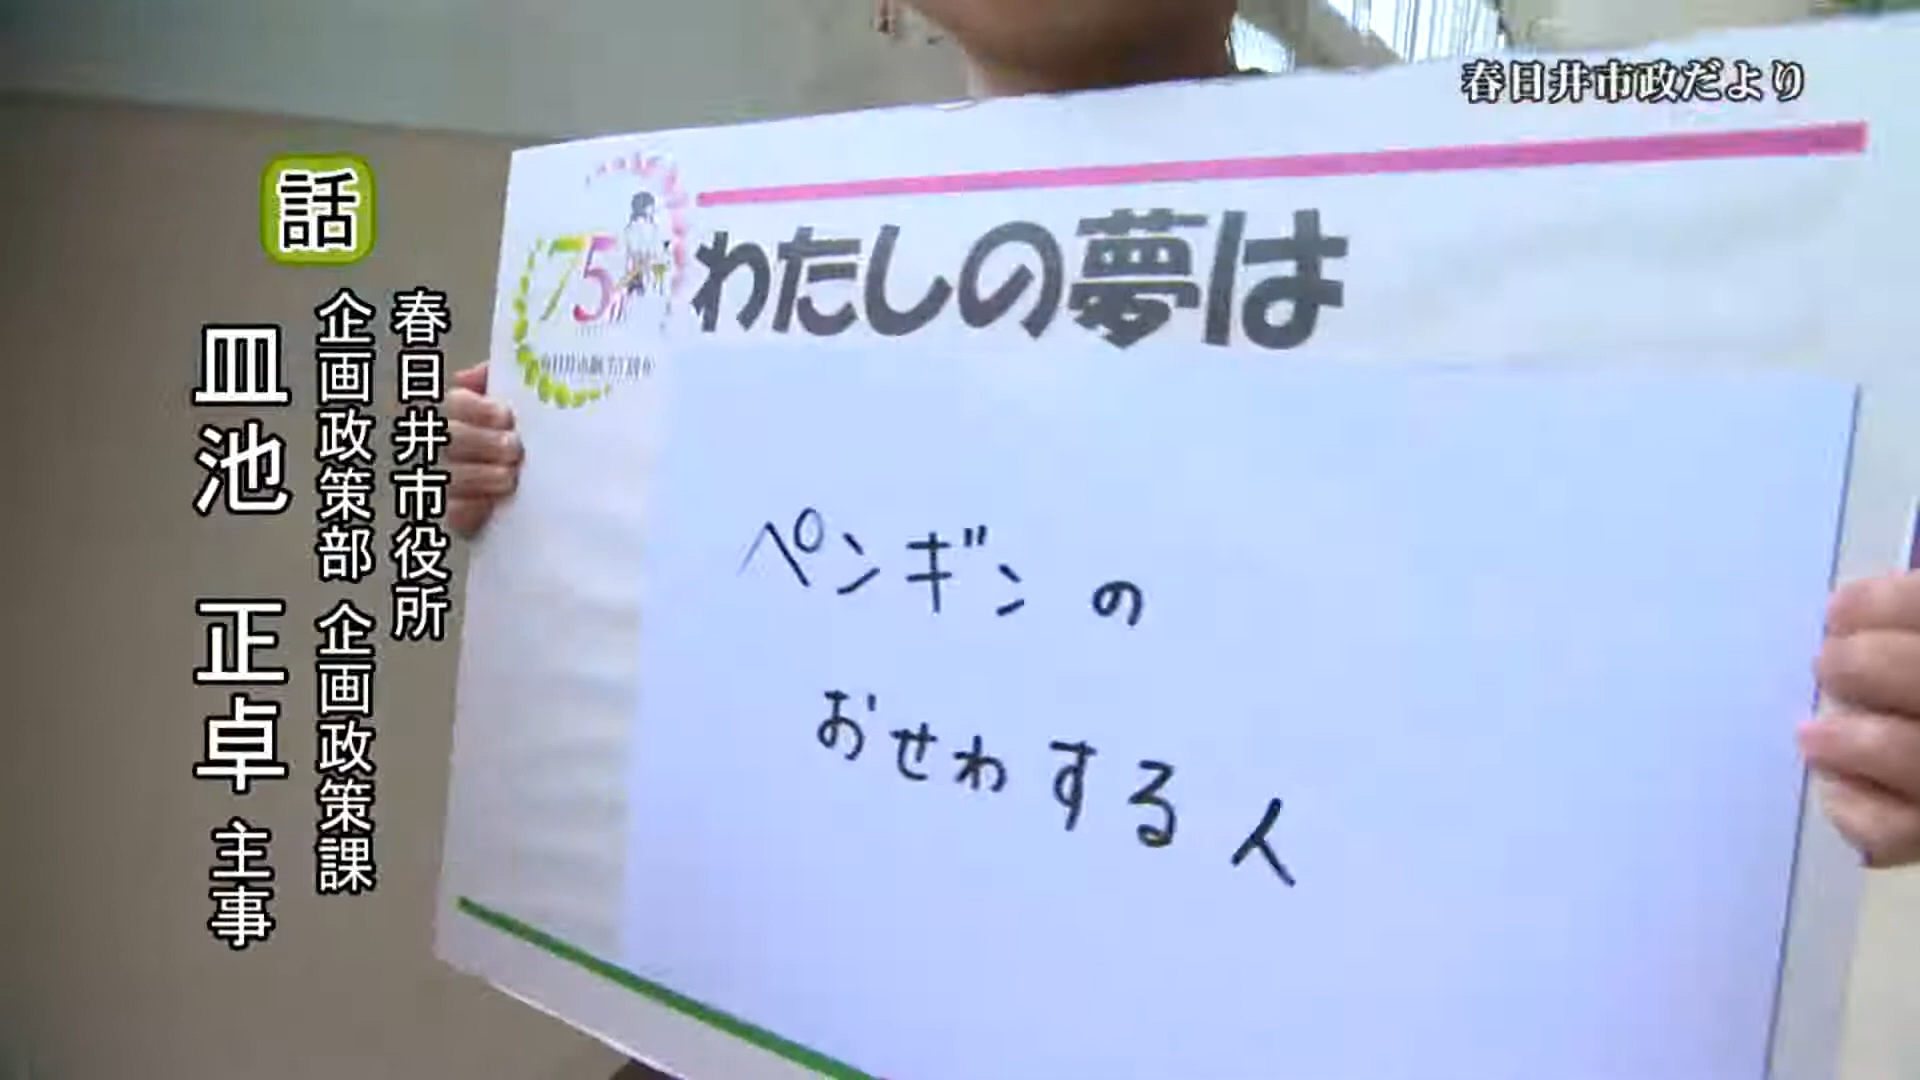 春日井市政だより
話
春日井市役所
企画政策部 企画政策課
皿池 正卓 主事
75
わたしの夢は
ペンギンの
おせわする人